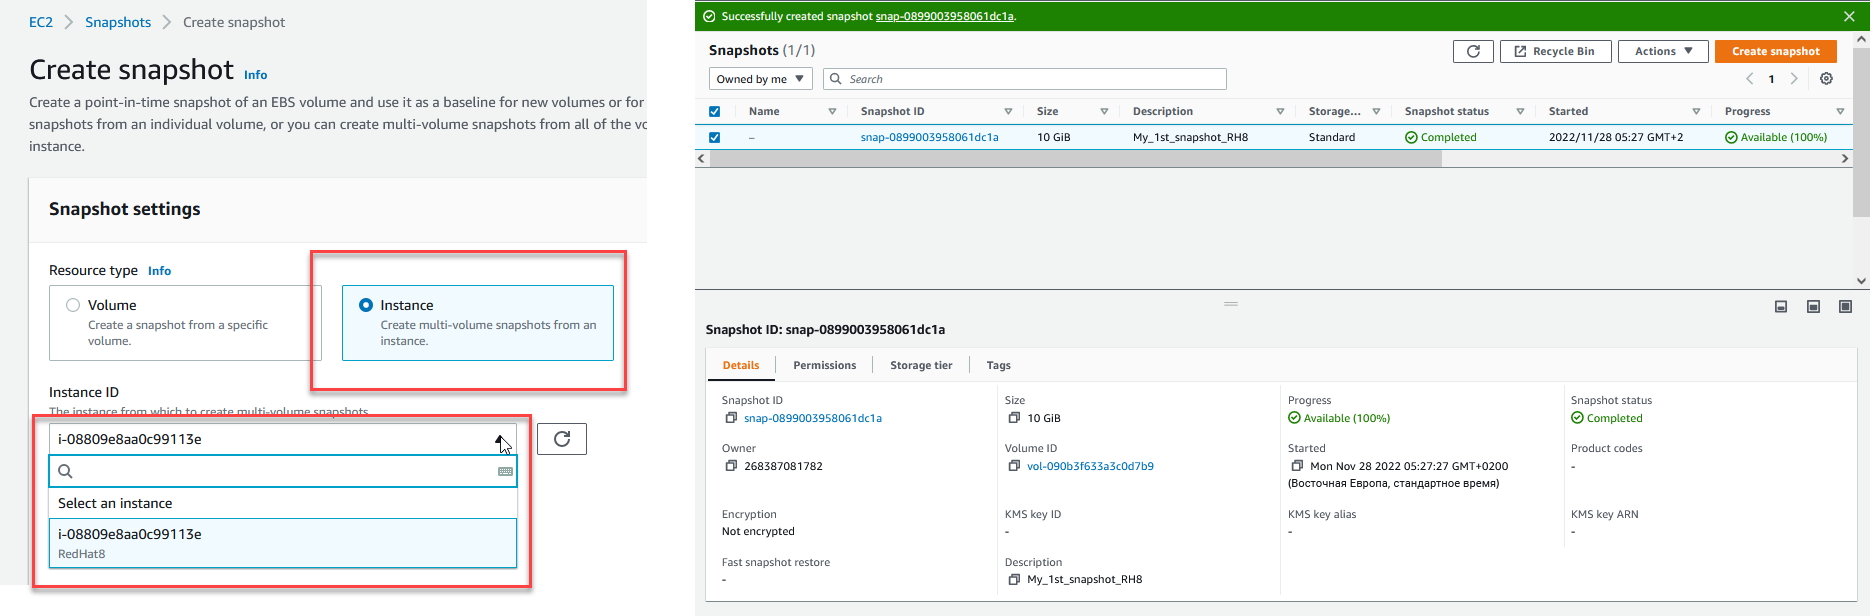 EC2 > Snapshots > Create snapshot
Create snapshot Info
Create a point-in-time snapshot of an EBS volume and use it as a baseline for new volumes or for
snapshots from an individual volume, or you can create multi-volume snapshots from all of the vo
instance.
Snapshot settings
Resource type Info
Volume
Create a snapshot from a specific
volume.
Instance
Create multi-volume snapshots from an
instance.
Instance ID
The instance from which to create multi-volume snapshots
i-08809e8aa0c99113e
Select an instance
i-08809e8aa0c99113e
RedHat8
Successfully created snapshot snap-0899003958061dc1a.
Snapshots (1/1)
Recycle Bin
Actions
Create snapshot
Owned by me
Search
1
Name Snapshot ID Size Description Storage... Snapshot status Started Progress
– snap-0899003958061dc1a 10 GiB My_1st_snapshot_RH8 Standard Completed 2022/11/28 05:27 GMT+2 Available (100%)
Snapshot ID: snap-0899003958061dc1a
Details Permissions Storage tier Tags
Snapshot ID
snap-0899003958061dc1a
Size
10 GiB
Progress
Available (100%)
Snapshot status
Completed
Owner
268387081782
Volume ID
vol-090b3f633a3c0d7b9
Started
Mon Nov 28 2022 05:27:27 GMT+0200
(Восточная Европа, стандартное время)
Product codes
-
Encryption
Not encrypted
KMS key ID
-
KMS key alias
-
KMS key ARN
-
Fast snapshot restore
-
Description
My_1st_snapshot_RH8